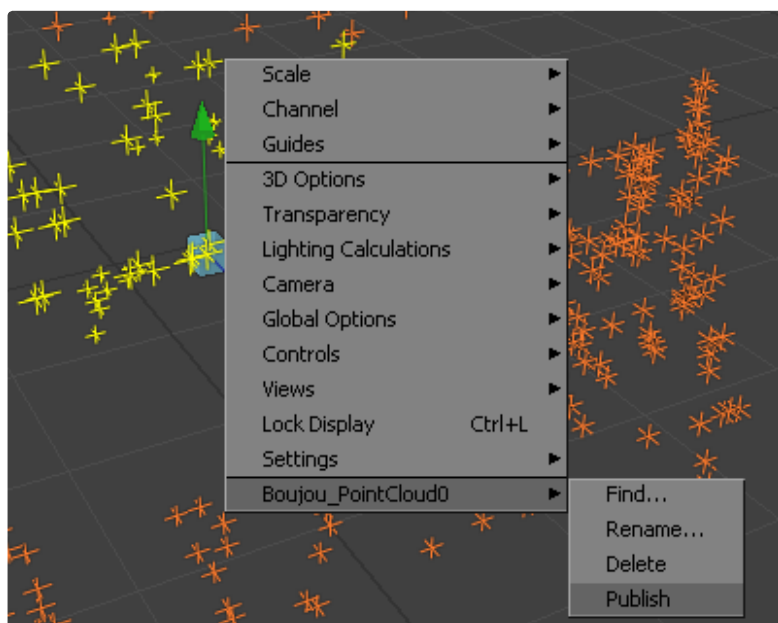 Scale
Channel
Guides
3D Options
Transparency
Lighting Calculations
Camera
Global Options
Controls
Views
Lock Display Ctrl+L
Settings
Boujou_PointCloud0
Find...
Rename...
Delete
Publish